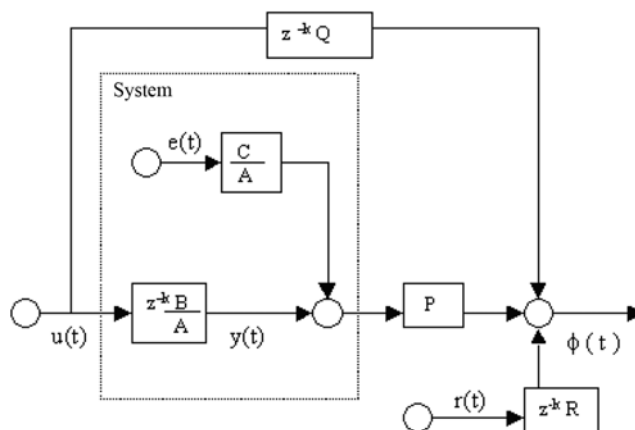 z⁻ᵏ Q
System
e(t)
C
A
z⁻ᵏ B
A
P
u(t)
y(t)
ϕ(t)
r(t)
z⁻ᵏ R